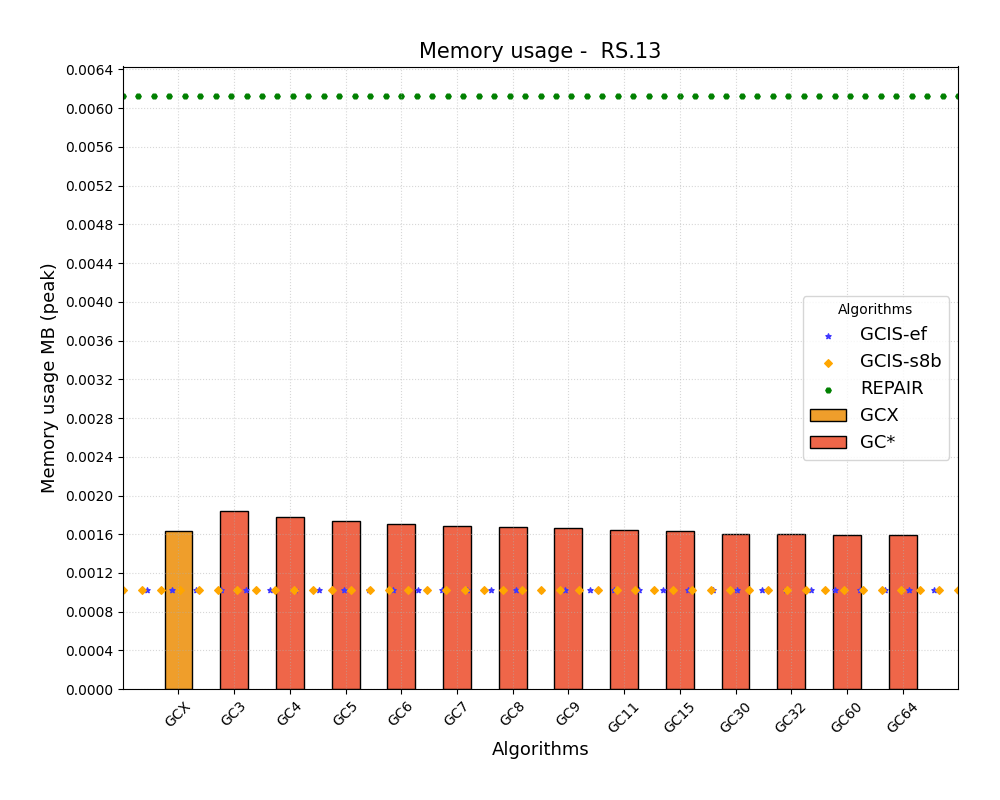 Memory usage -  RS.13
Memory usage MB (peak)
0.0064
0.0060
0.0056
0.0052
0.0048
0.0044
0.0040
0.0036
0.0032
0.0028
0.0024
0.0020
0.0016
0.0012
0.0008
0.0004
0.0000
Algorithms
GCIS-ef
GCIS-s8b
REPAIR
GCX
GC*
GCX
GC3
GC4
GC5
GC6
GC7
GC8
GC9
GC11
GC15
GC30
GC32
GC60
GC64
Algorithms